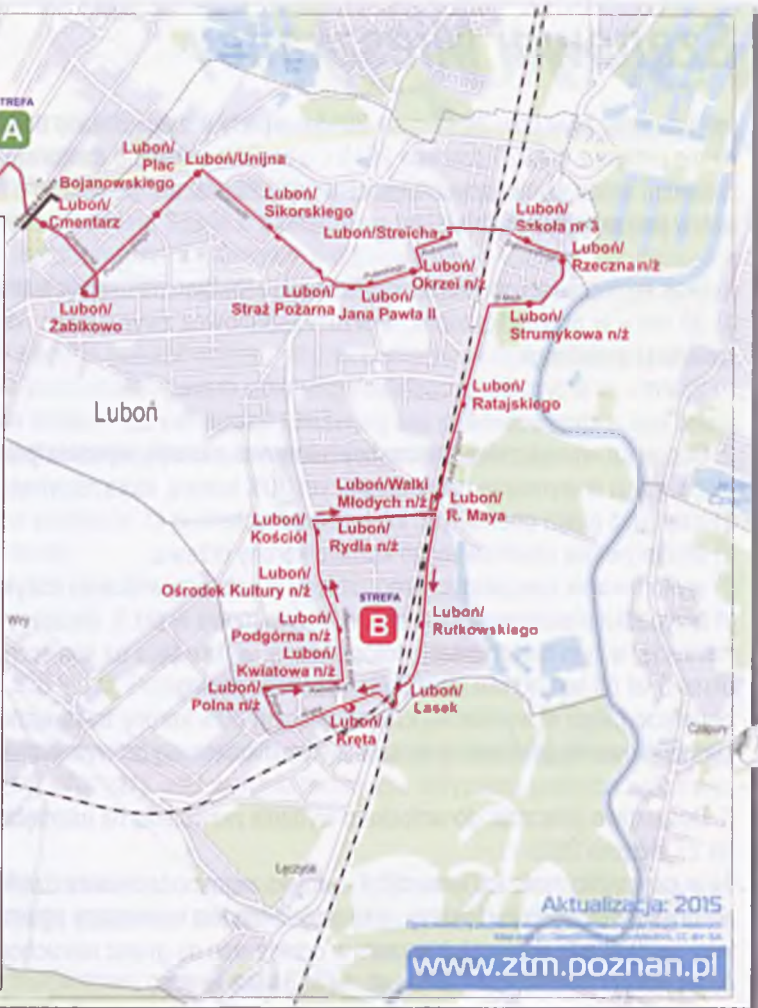 STREFA
A
Luboń/
Plac
Bojanowskiego
Luboń/Unijna
Luboń/
Cmentarz
Luboń/
Żabikowo
Luboń/
Sikorskiego
Luboń/Streicha
Luboń/
Szkoła nr 3
Luboń/
Rzeczna n/ż
Luboń/
Okrzei n/ż
Luboń/
Straż Pożarna
Luboń/
Jana Pawła II
Luboń/
Strumykowa n/ż
Luboń
Luboń/
Ratajskiego
Luboń/Walki
Młodych n/ż
Luboń/
R. Maya
Luboń/
Kościół
Luboń/
Rydla n/ż
Luboń/
Ośrodek Kultury n/ż
STREFA
B
Luboń/
Rutkowskiego
Wiry
Luboń/
Podgórna n/ż
Luboń/
Kwiatowa n/ż
Luboń/
Polna n/ż
Luboń/
Lasek
Luboń/
Kręta
Czapury
Łęczyca
Aktualizacja: 2015
www.ztm.poznan.pl